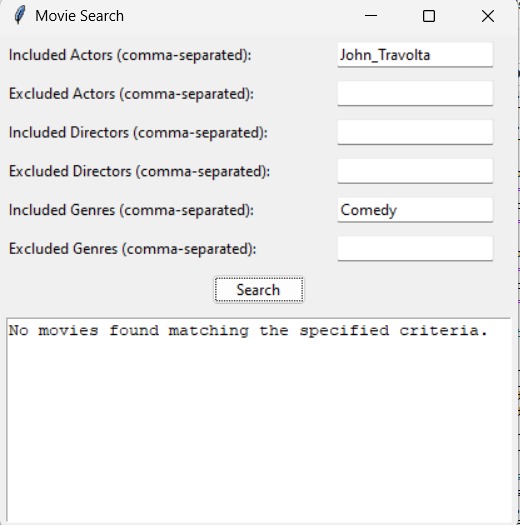 Movie Search
Included Actors (comma-separated): John_Travolta
Excluded Actors (comma-separated):
Included Directors (comma-separated):
Excluded Directors (comma-separated):
Included Genres (comma-separated): Comedy
Excluded Genres (comma-separated):
Search
No movies found matching the specified criteria.